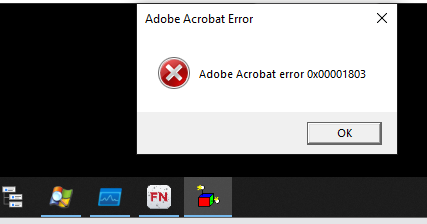 Adobe Acrobat Error
Adobe Acrobat error 0x00001803
OK
FN